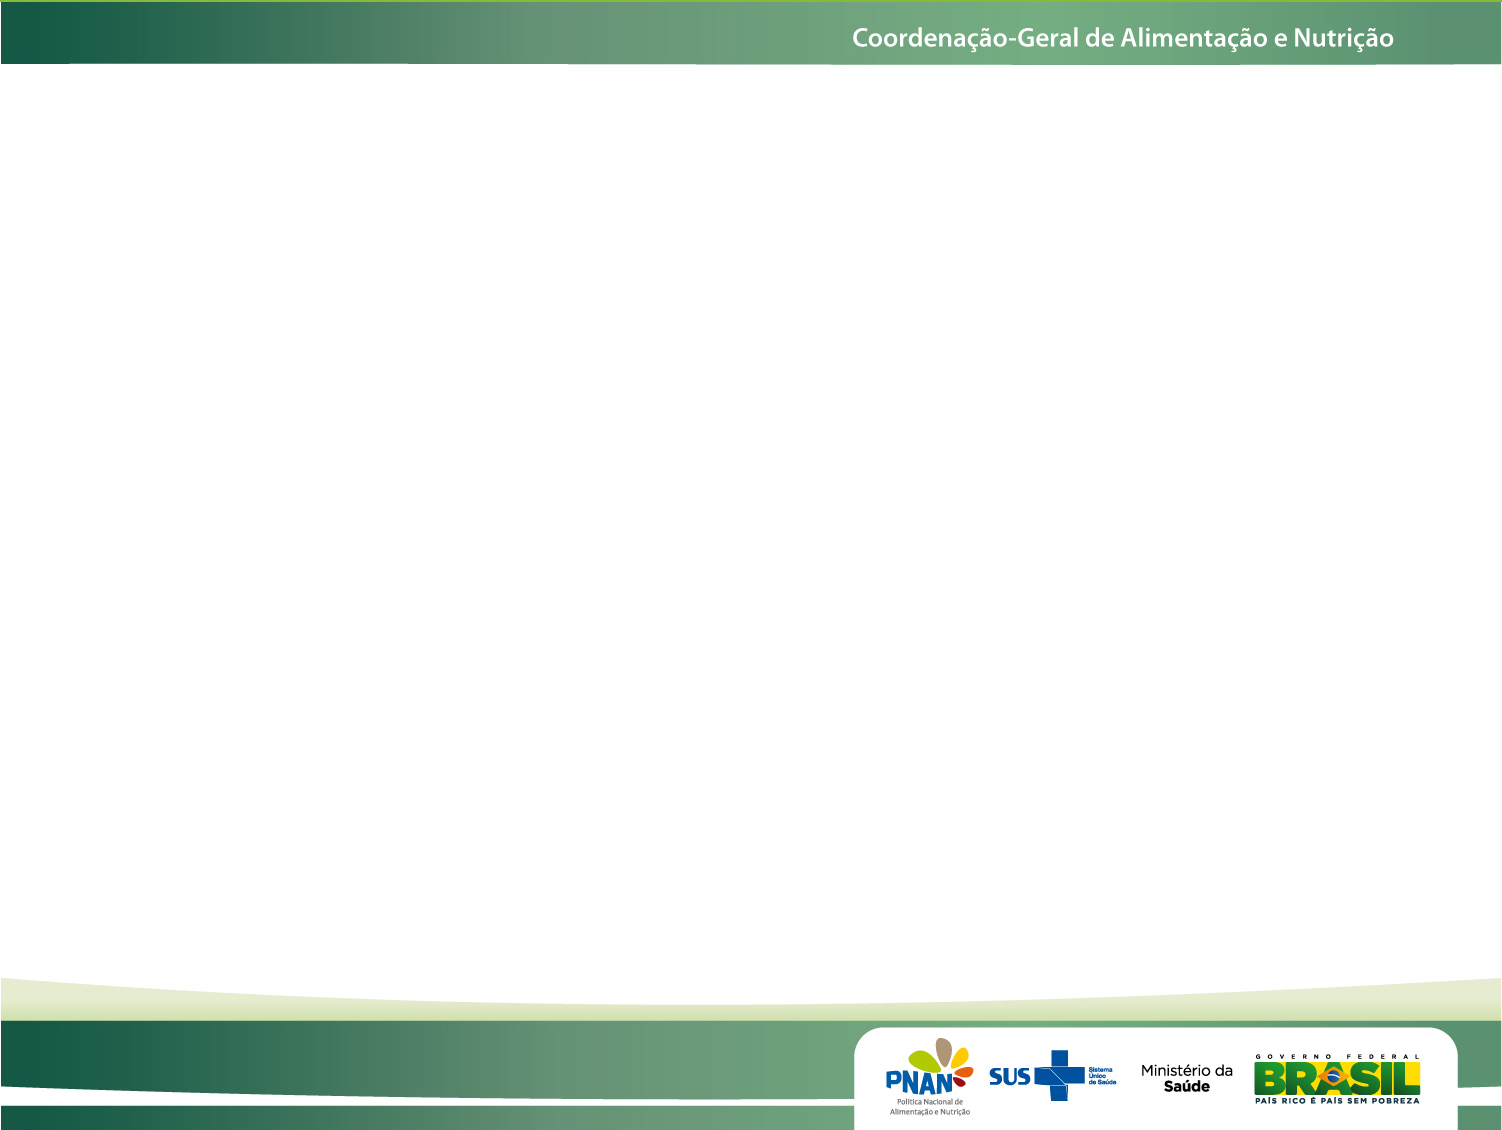 Coordenação-Geral de Alimentação e Nutrição
PNAN
Política Nacional de
Alimentação e Nutrição
SUS
Sistema
Único
de Saúde
Ministério da
Saúde
GOVERNO FEDERAL
BRASIL
PAÍS RICO É PAÍS SEM POBREZA